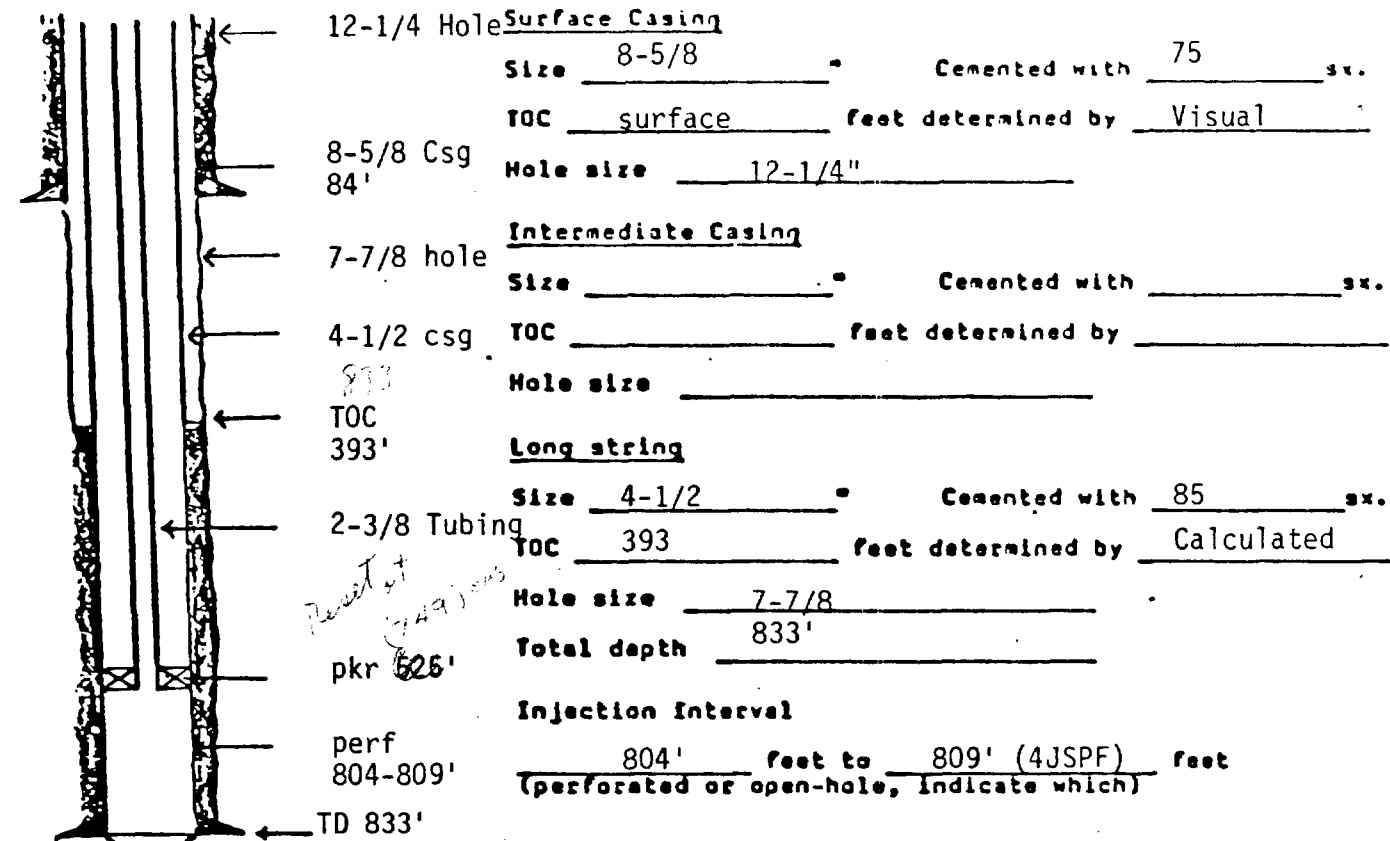 12-1/4 Hole
8-5/8 Csg
84'
7-7/8 hole
4-1/2 csg
833
TOC
393'
2-3/8 Tubing
Reset at
pkr
perf
804-809'
TD 833'
Surface Casing
Size 8-5/8 " Cemented with 75 sx.
TOC surface feet determined by Visual
Hole size 12-1/4"
Intermediate Casing
Size " Cemented with sx.
TOC feet determined by
Hole size
Long string
Size 4-1/2 " Cemented with 85 sx.
TOC 393 feet determined by Calculated
Hole size 7-7/8
Total depth 833'
Injection Interval
804' feet to 809' (4JSPF) feet
(perforated or open-hole, indicate which)